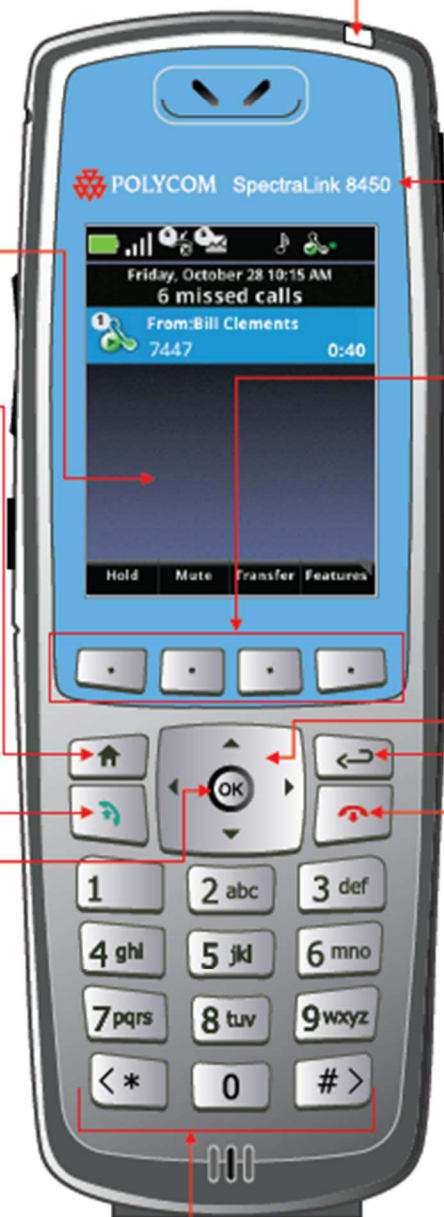 POLYCOM SpectraLink 8450
Friday, October 28 10:15 AM
6 missed calls
1 From:Bill Clements
7447 0:40
Hold Mute Transfer Features
OK
1 2 abc 3 def
4 ghi 5 jkl 6 mno
7pqrs 8 tuv 9wxyz
<* 0 #>